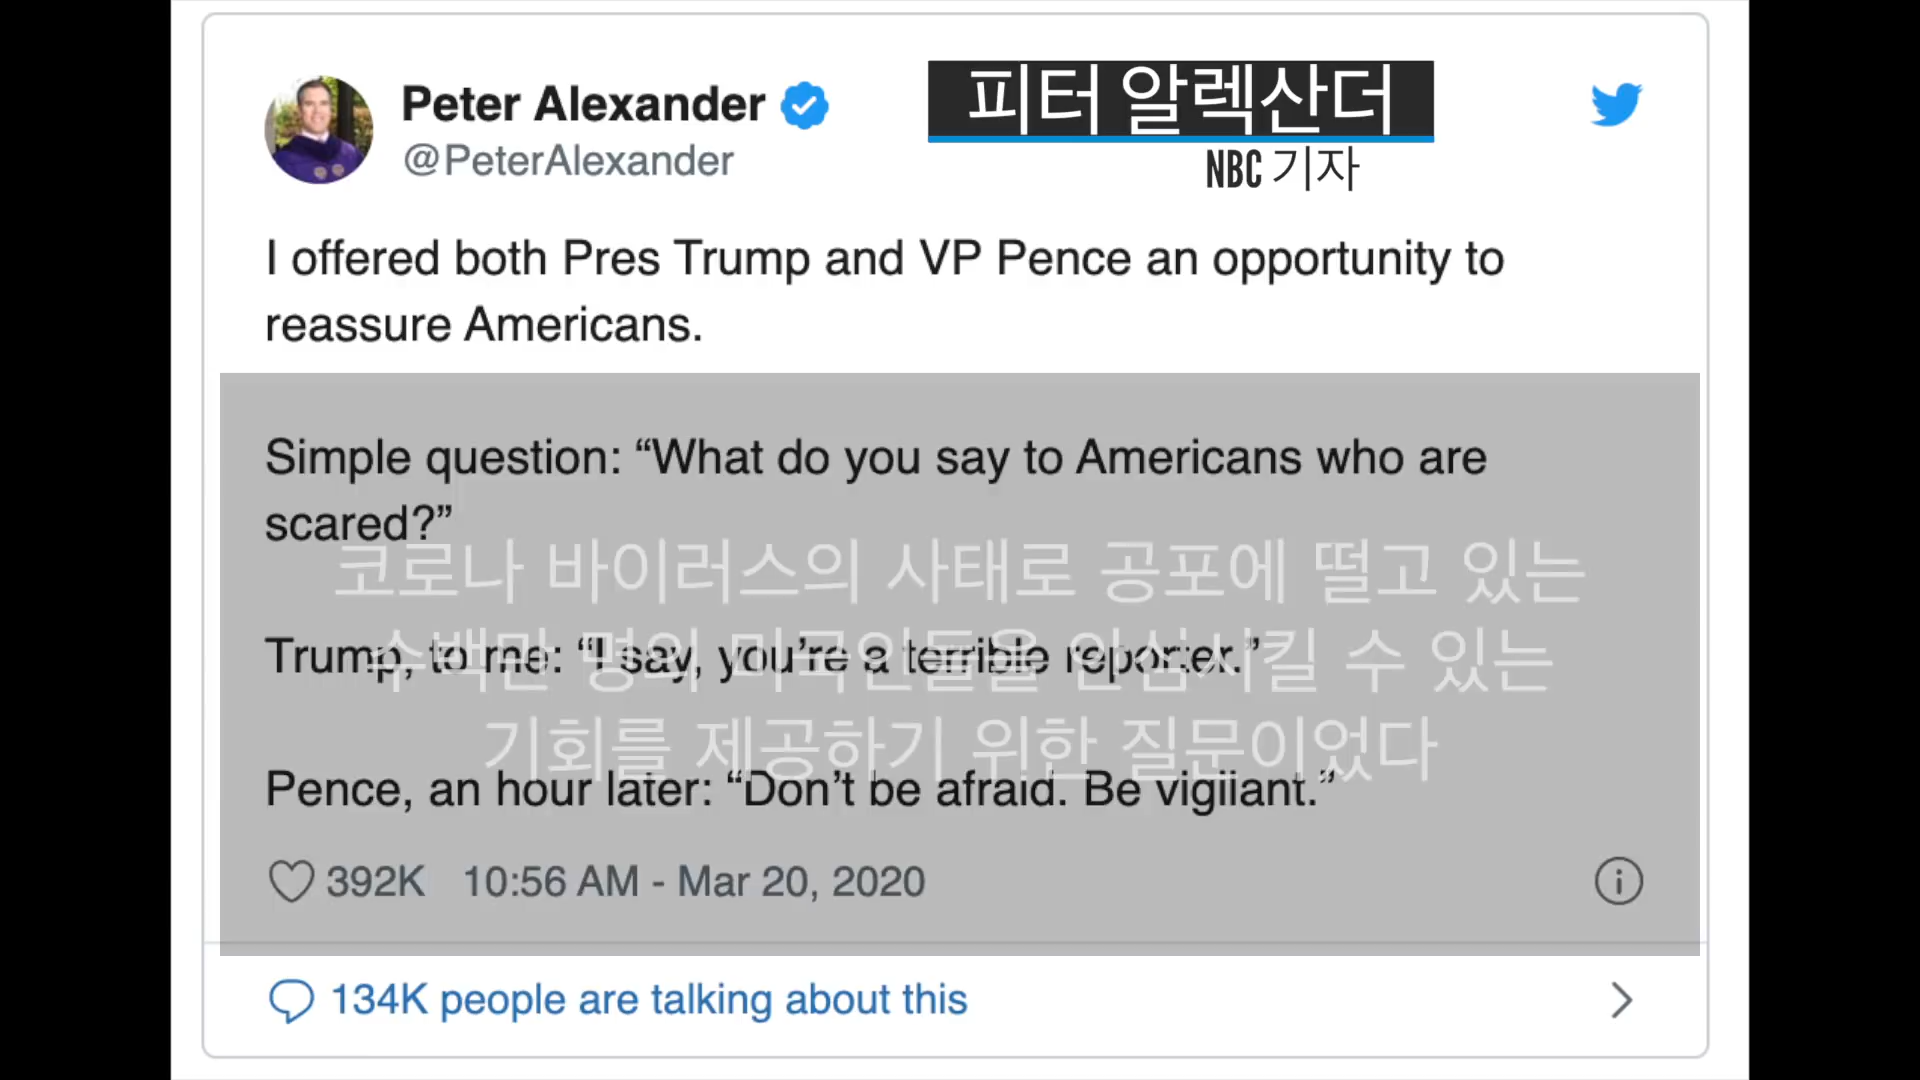 Peter Alexander
@PeterAlexander
피터 알렉산더
NBC 기자
I offered both Pres Trump and VP Pence an opportunity to
reassure Americans.
Simple question: “What do you say to Americans who are
scared?”
코로나 바이러스의 사태로 공포에 떨고 있는
Trump, to me: “I say, you’re a terrible reporter.”
수백만 명의 미국인들을 안심시킬 수 있는
기회를 제공하기 위한 질문이었다
Pence, an hour later: “Don’t be afraid. Be vigilant.”
392K 10:56 AM - Mar 20, 2020
134K people are talking about this